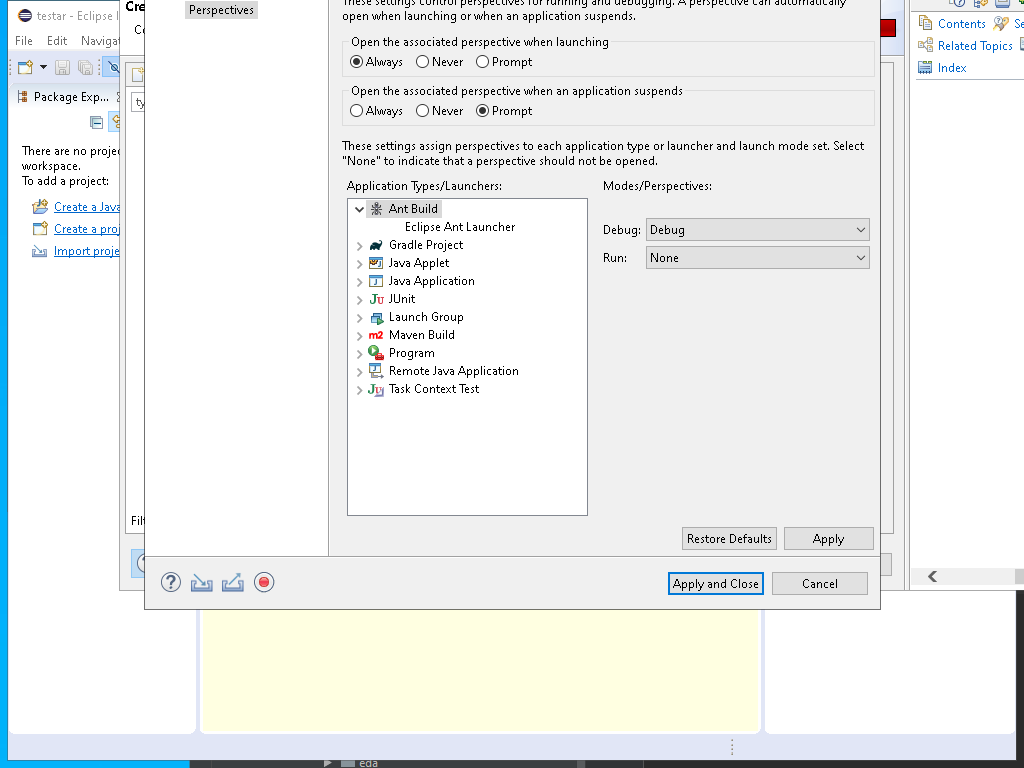 testar - Eclipse I
File Edit Navigat
Package Exp...
There are no proje
workspace.
To add a project:
Create a Java
Create a proj
Import proje
Cre
ty
Filt
Perspectives
These settings control perspectives for running and debugging. A perspective can automatically
open when launching or when an application suspends.
Open the associated perspective when launching
Always Never Prompt
Open the associated perspective when an application suspends
Always Never Prompt
These settings assign perspectives to each application type or launcher and launch mode set. Select
"None" to indicate that a perspective should not be opened.
Application Types/Launchers:
Ant Build
Eclipse Ant Launcher
Gradle Project
Java Applet
Java Application
JUnit
Launch Group
Maven Build
Program
Remote Java Application
Task Context Test
Modes/Perspectives:
Debug: Debug
Run: None
Restore Defaults Apply
Apply and Close Cancel
Contents Se
Related Topics
Index
eda